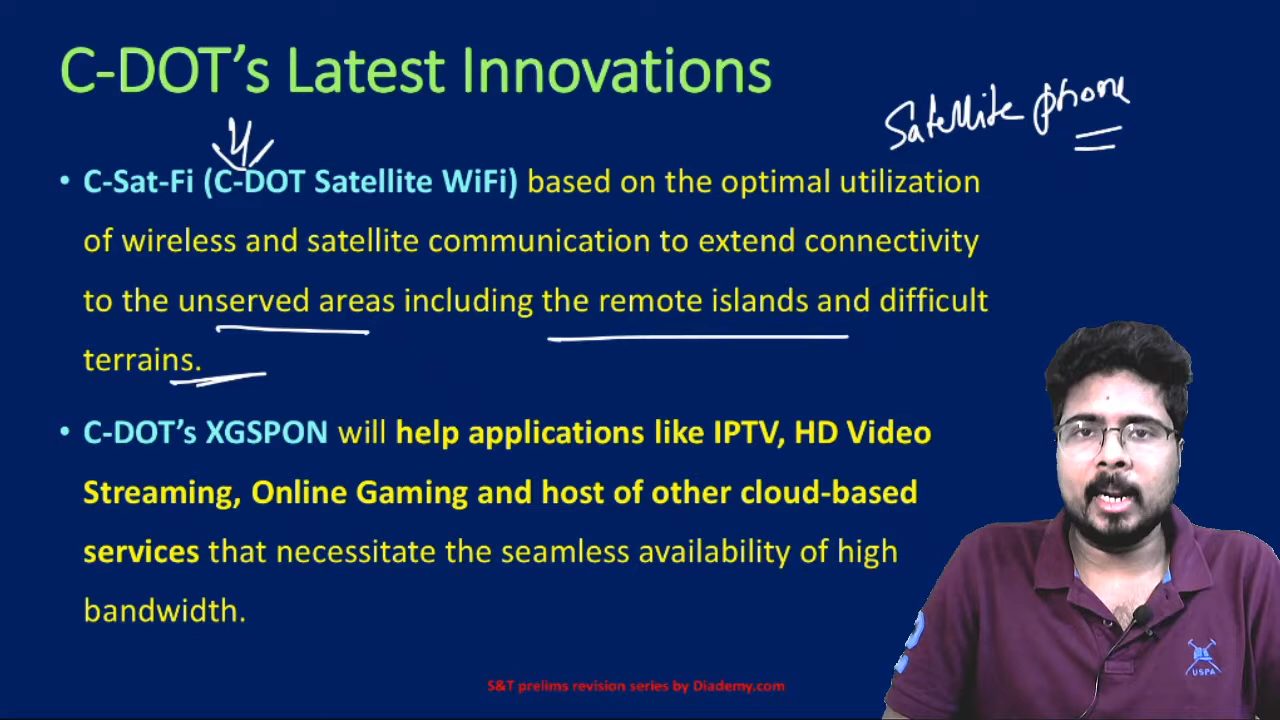 C-DOT’s Latest Innovations
Satellite phone
• C-Sat-Fi (C-DOT Satellite WiFi) based on the optimal utilization
of wireless and satellite communication to extend connectivity
to the unserved areas including the remote islands and difficult
terrains.
• C-DOT’s XGSPON will help applications like IPTV, HD Video
Streaming, Online Gaming and host of other cloud-based
services that necessitate the seamless availability of high
bandwidth.
USPA
S&T prelims revision series by Diademy.com